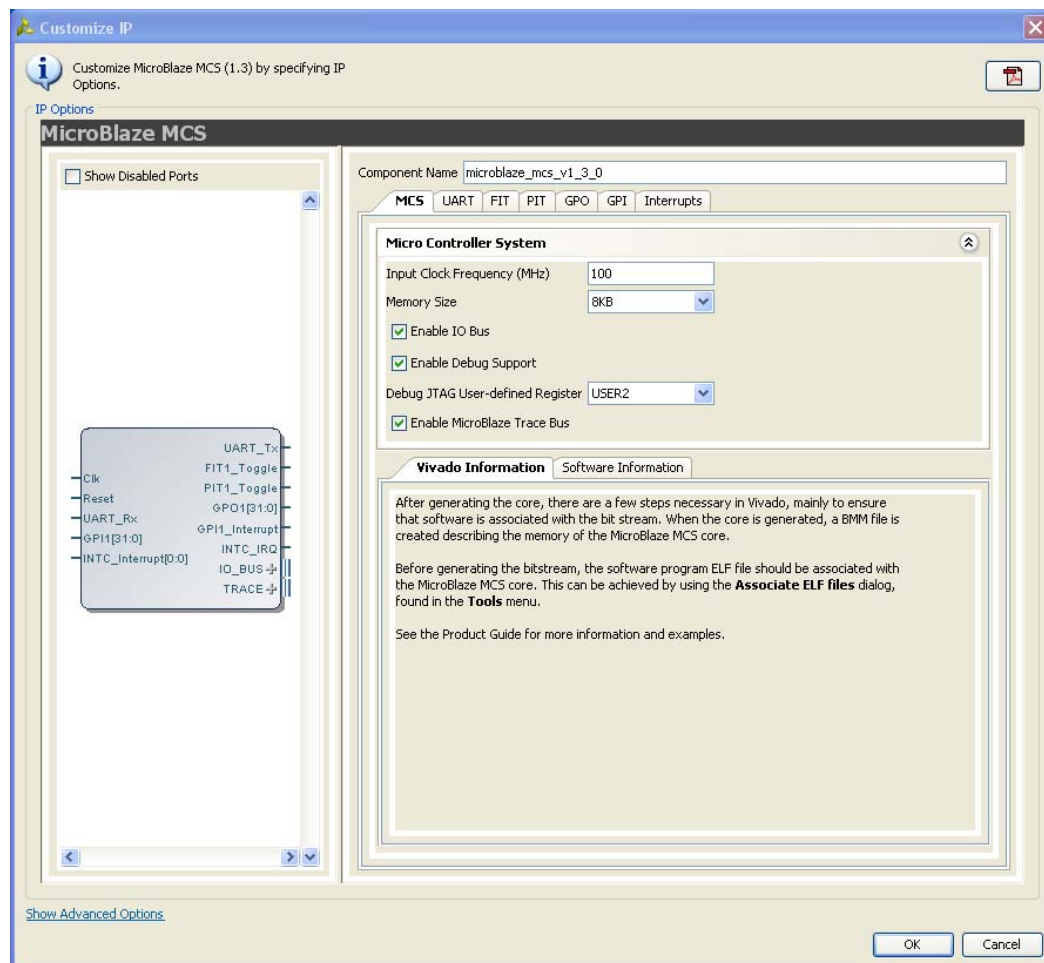 Customize IP
Customize MicroBlaze MCS (1.3) by specifying IP
Options.
IP Options
MicroBlaze MCS
Show Disabled Ports
Clk
Reset
UART_Rx
GPI1[31:0]
INTC_Interrupt[0:0]
UART_Tx
FIT1_Toggle
PIT1_Toggle
GPO1[31:0]
GPI1_Interrupt
INTC_IRQ
IO_BUS
TRACE
Component Name microblaze_mcs_v1_3_0
MCS UART FIT PIT GPO GPI Interrupts
Micro Controller System
Input Clock Frequency (MHz) 100
Memory Size 8KB
Enable IO Bus
Enable Debug Support
Debug JTAG User-defined Register USER2
Enable MicroBlaze Trace Bus
Vivado Information Software Information
After generating the core, there are a few steps necessary in Vivado, mainly to ensure
that software is associated with the bit stream. When the core is generated, a BMM file is
created describing the memory of the MicroBlaze MCS core.
Before generating the bitstream, the software program ELF file should be associated with
the MicroBlaze MCS core. This can be achieved by using the Associate ELF files dialog,
found in the Tools menu.
See the Product Guide for more information and examples.
Show Advanced Options
OK Cancel